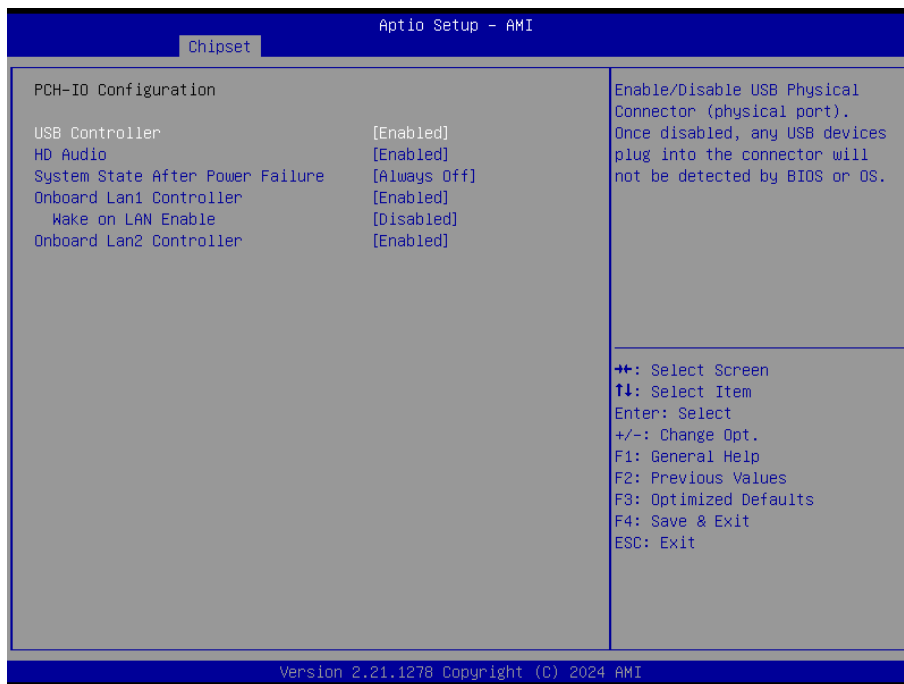 Aptio Setup – AMI
Chipset
PCH-IO Configuration
USB Controller [Enabled]
HD Audio [Enabled]
System State After Power Failure [Always Off]
Onboard Lan1 Controller [Enabled]
Wake on LAN Enable [Disabled]
Onboard Lan2 Controller [Enabled]
Enable/Disable USB Physical
Connector (physical port).
Once disabled, any USB devices
plug into the connector will
not be detected by BIOS or OS.
→←: Select Screen
↑↓: Select Item
Enter: Select
+/-: Change Opt.
F1: General Help
F2: Previous Values
F3: Optimized Defaults
F4: Save & Exit
ESC: Exit
Version 2.21.1278 Copyright (C) 2024 AMI